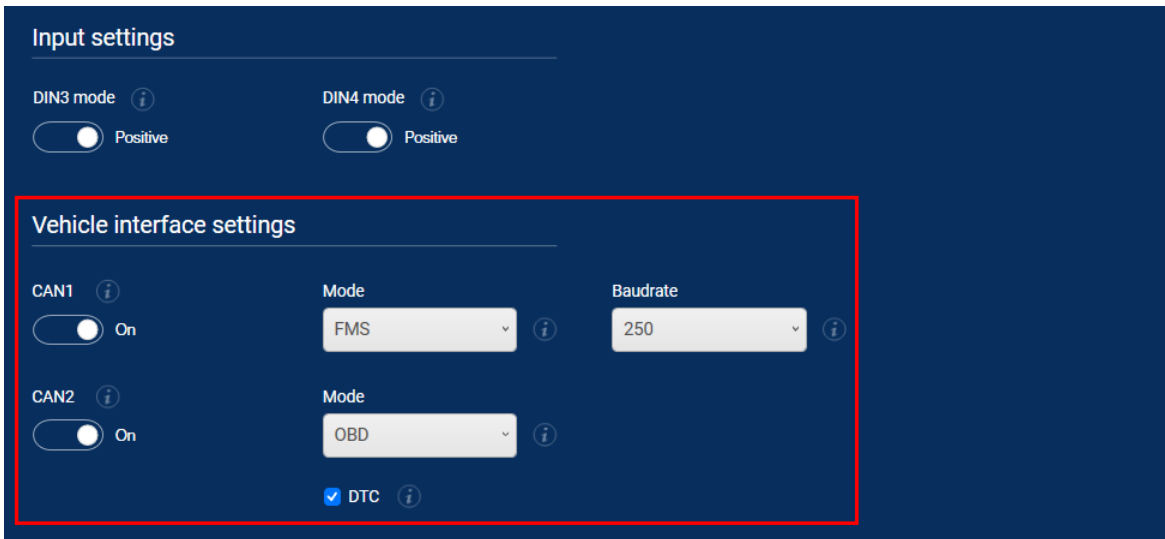 Input settings
DIN3 mode i DIN4 mode i
Positive Positive
Vehicle interface settings
CAN1 i Mode Baudrate
On FMS i 250 i
CAN2 i Mode
On OBD i
DTC i